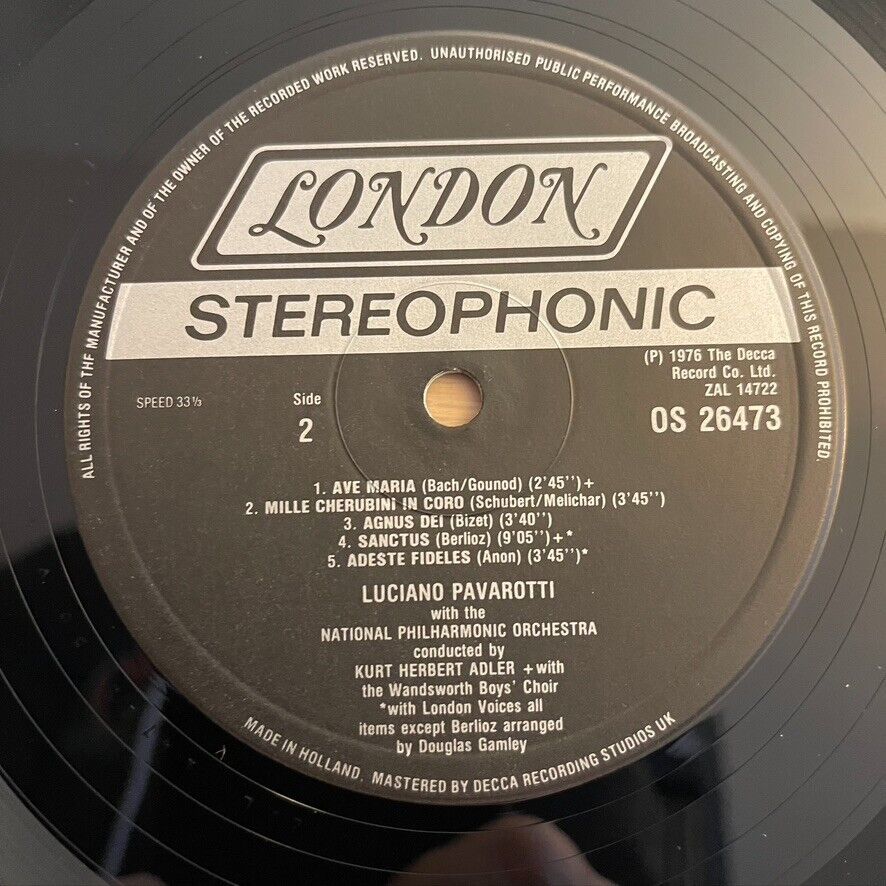 ALL RIGHTS OF THE MANUFACTURER AND OF THE OWNER OF THE RECORDED WORK RESERVED. UNAUTHORISED PUBLIC PERFORMANCE BROADCASTING AND COPYING OF THIS RECORD PROHIBITED.
LONDON
STEREOPHONIC
(P) 1976 The Decca
Record Co. Ltd.
ZAL 14722
OS 26473
SPEED 33⅓
Side
2
1. AVE MARIA (Bach/Gounod) (2'45'')+
2. MILLE CHERUBINI IN CORO (Schubert/Melichar) (3'45'')
3. AGNUS DEI (Bizet) (3'40'')
4. SANCTUS (Berlioz) (9'05'')+*
5. ADESTE FIDELES (Anon) (3'45'')*
LUCIANO PAVAROTTI
with the
NATIONAL PHILHARMONIC ORCHESTRA
conducted by
KURT HERBERT ADLER +with
the Wandsworth Boys' Choir
*with London Voices all
items except Berlioz arranged
by Douglas Gamley
MADE IN HOLLAND. MASTERED BY DECCA RECORDING STUDIOS UK